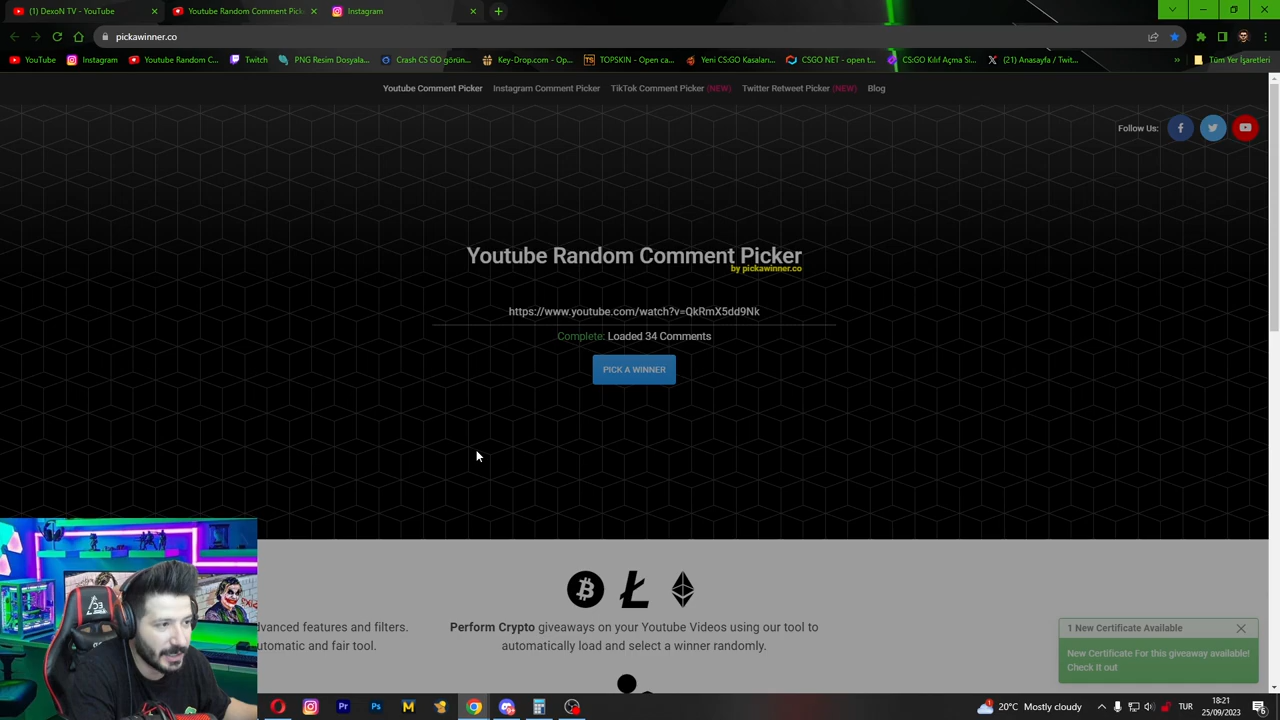 (1) DexoN TV - YouTube
Youtube Random Comment Pick
Instagram
pickawinner.co
YouTube
Instagram
Youtube Random C...
Twitch
PNG Resim Dosyala...
Crash CS GO görün...
Key-Drop.com - Op...
TOPSKIN - Open ca...
Yeni CS:GO Kasaları...
CSGO NET - open t...
CS:GO Kılıf Açma Si...
(21) Anasayfa / Twit...
»
Tüm Yer İşaretleri
Youtube Comment Picker
Instagram Comment Picker
TikTok Comment Picker (NEW)
Twitter Retweet Picker (NEW)
Blog
Follow Us:
Youtube Random Comment Picker
by pickawinner.co
https://www.youtube.com/watch?v=QkRmX5dd9Nk
Complete: Loaded 34 Comments
PICK A WINNER
dvanced features and filters.
utomatic and fair tool.
Perform Crypto giveaways on your Youtube Videos using our tool to
automatically load and select a winner randomly.
1 New Certificate Available
New Certificate For this giveaway available!
Check It out
20°C Mostly cloudy
TUR
18:21
25/09/2023